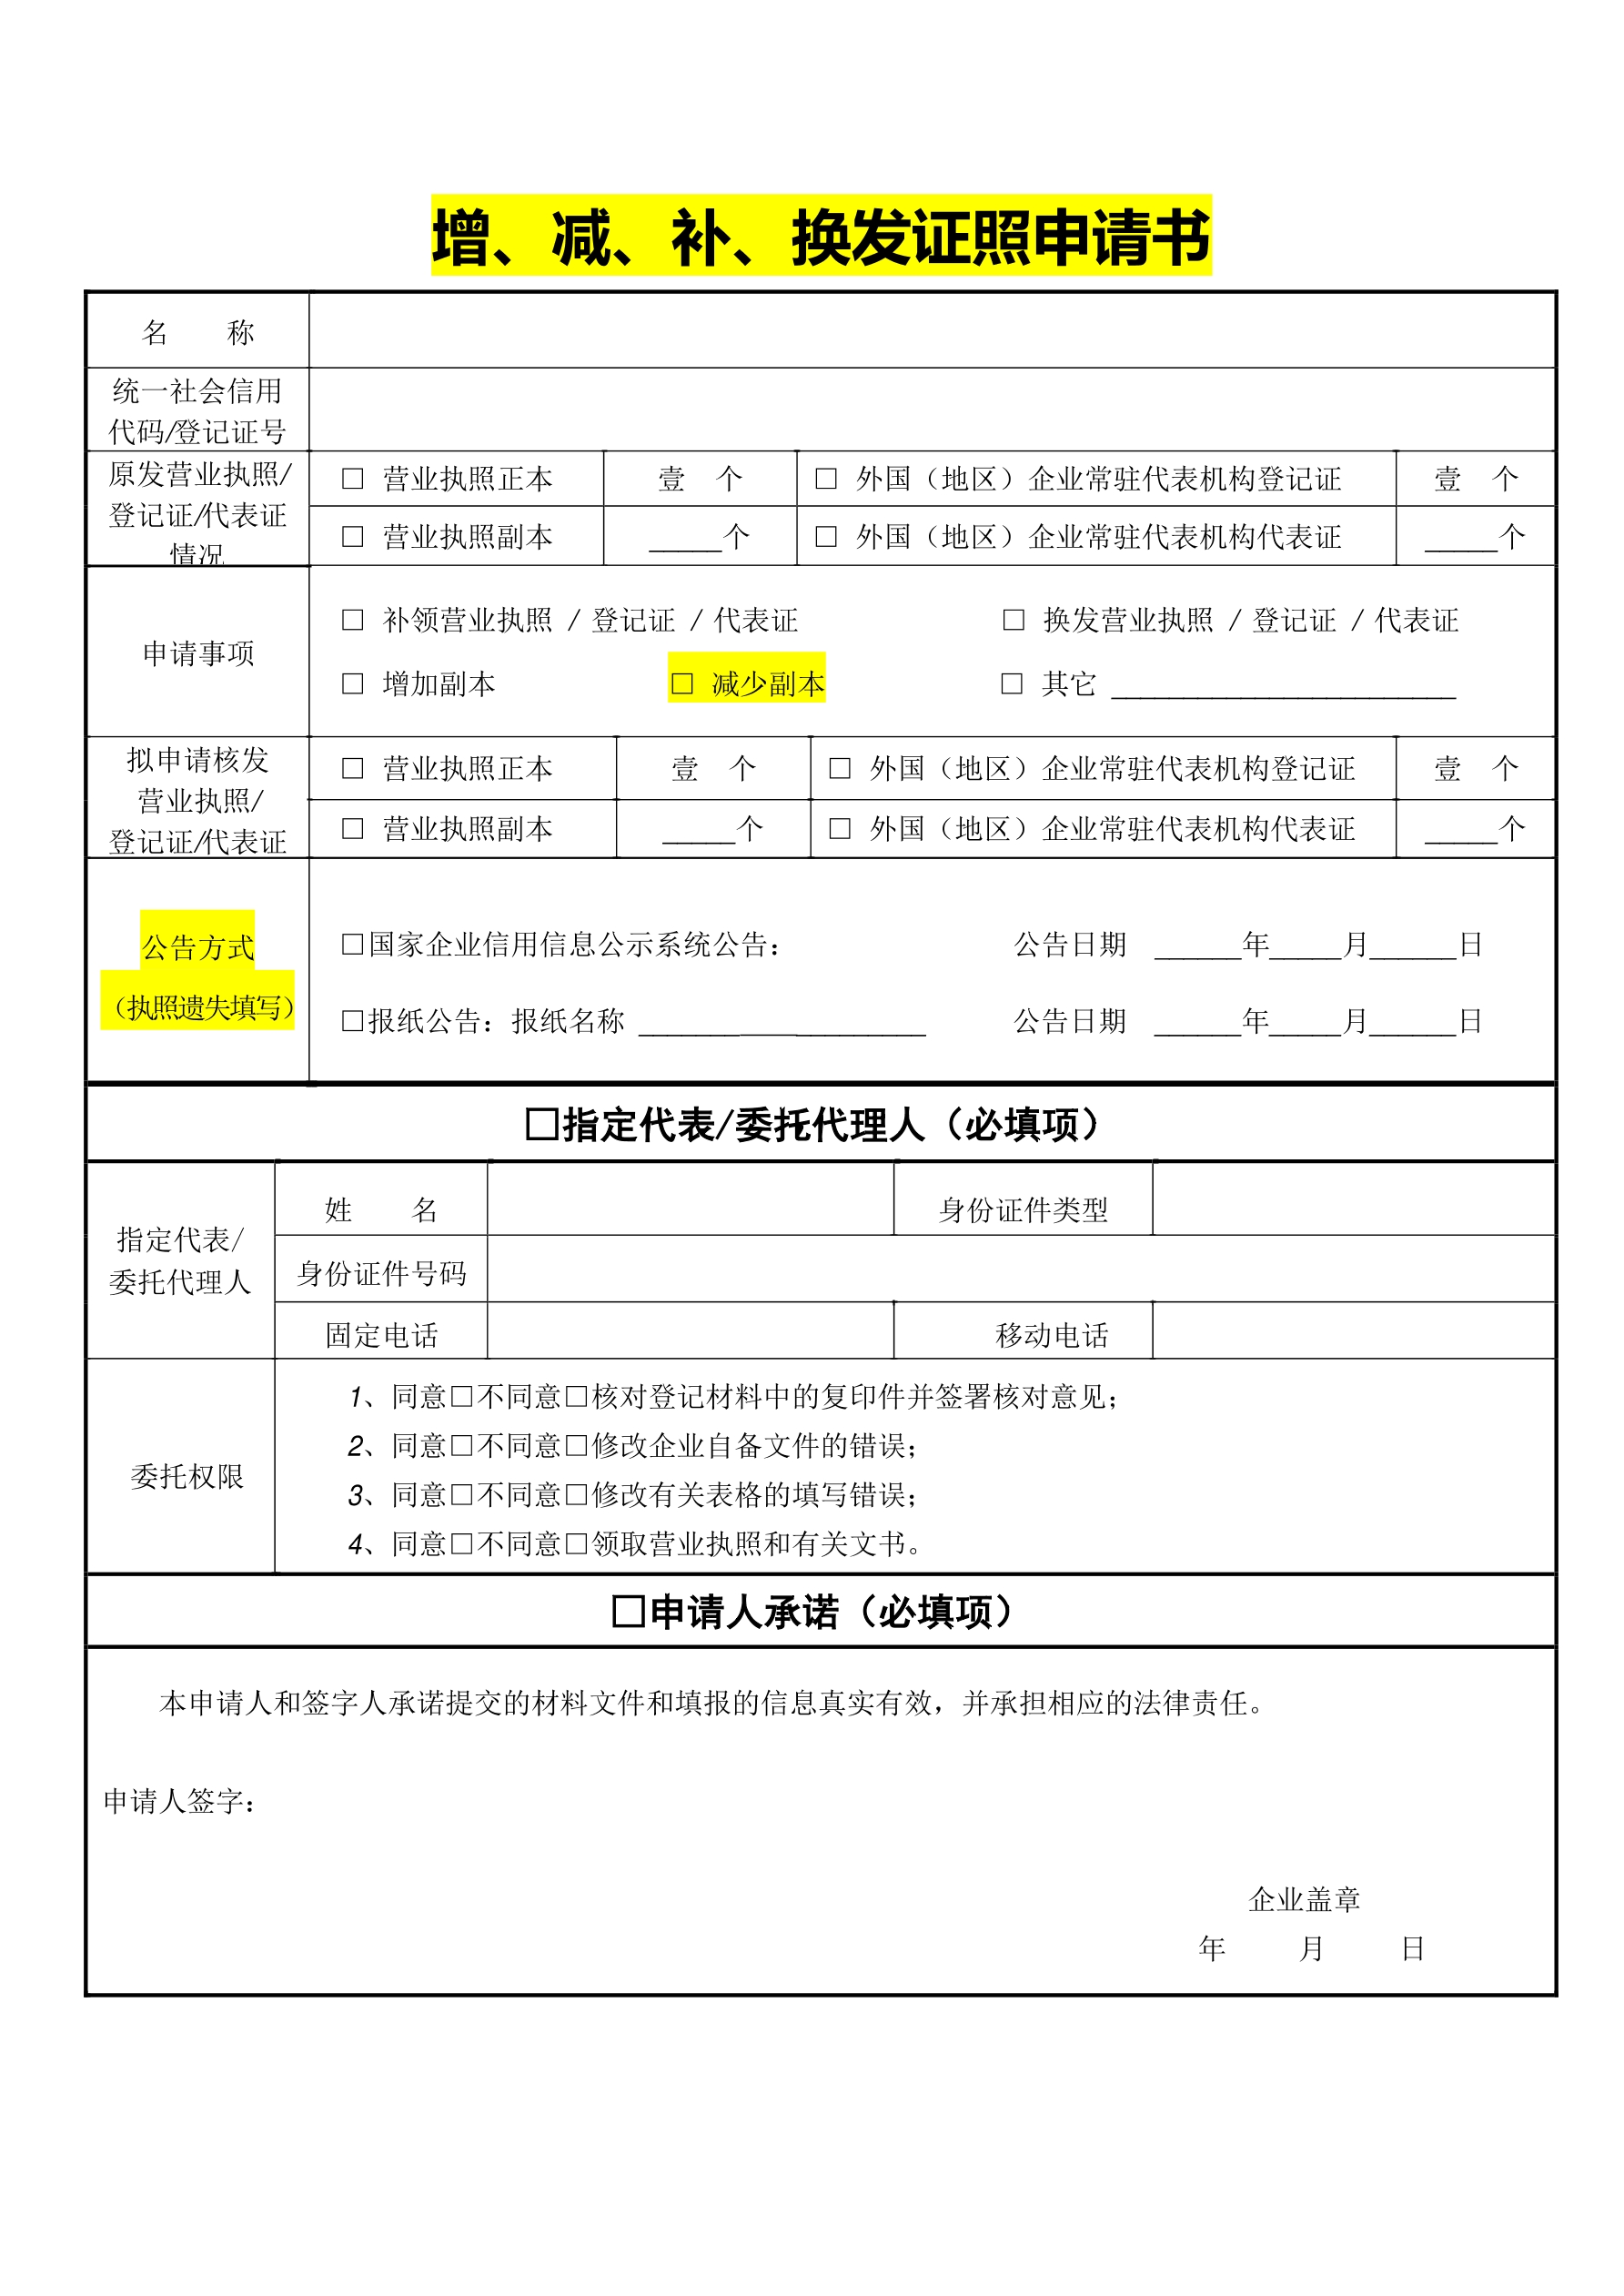 增、减、补、换发证照申请书
名 称
统一社会信用
代码/登记证号
原发营业执照/
登记证/代表证
情况
□ 营业执照正本 壹 个 □ 外国（地区）企业常驻代表机构登记证 壹 个
□ 营业执照副本 _____个 □ 外国（地区）企业常驻代表机构代表证 _____个
申请事项
□ 补领营业执照 / 登记证 / 代表证 □ 换发营业执照 / 登记证 / 代表证
□ 增加副本 □ 减少副本 □ 其它 ________________________
拟申请核发
营业执照/
登记证/代表证
□ 营业执照正本 壹 个 □ 外国（地区）企业常驻代表机构登记证 壹 个
□ 营业执照副本 _____个 □ 外国（地区）企业常驻代表机构代表证 _____个
公告方式
（执照遗失填写）
□国家企业信用信息公示系统公告： 公告日期 ______年_____月______日
□报纸公告：报纸名称 ____________________ 公告日期 ______年_____月______日
□指定代表/委托代理人（必填项）
指定代表/
委托代理人
姓 名 身份证件类型
身份证件号码
固定电话 移动电话
委托权限
1、同意□不同意□核对登记材料中的复印件并签署核对意见；
2、同意□不同意□修改企业自备文件的错误；
3、同意□不同意□修改有关表格的填写错误；
4、同意□不同意□领取营业执照和有关文书。
□申请人承诺（必填项）
本申请人和签字人承诺提交的材料文件和填报的信息真实有效，并承担相应的法律责任。
申请人签字：
企业盖章
年 月 日